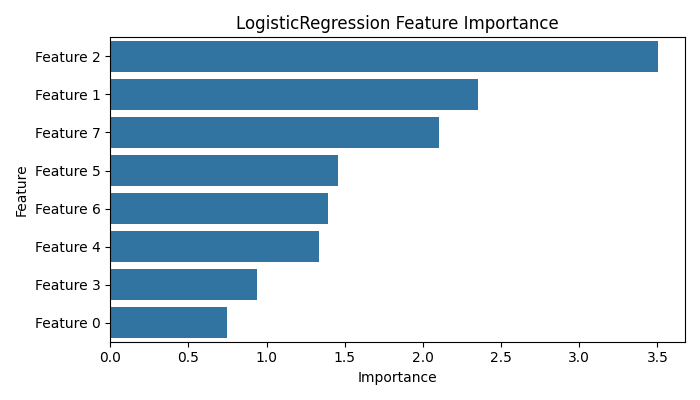 LogisticRegression Feature Importance
Feature 2
Feature 1
Feature 7
Feature 5
Feature 6
Feature 4
Feature 3
Feature 0
Feature
0.0 0.5 1.0 1.5 2.0 2.5 3.0 3.5
Importance